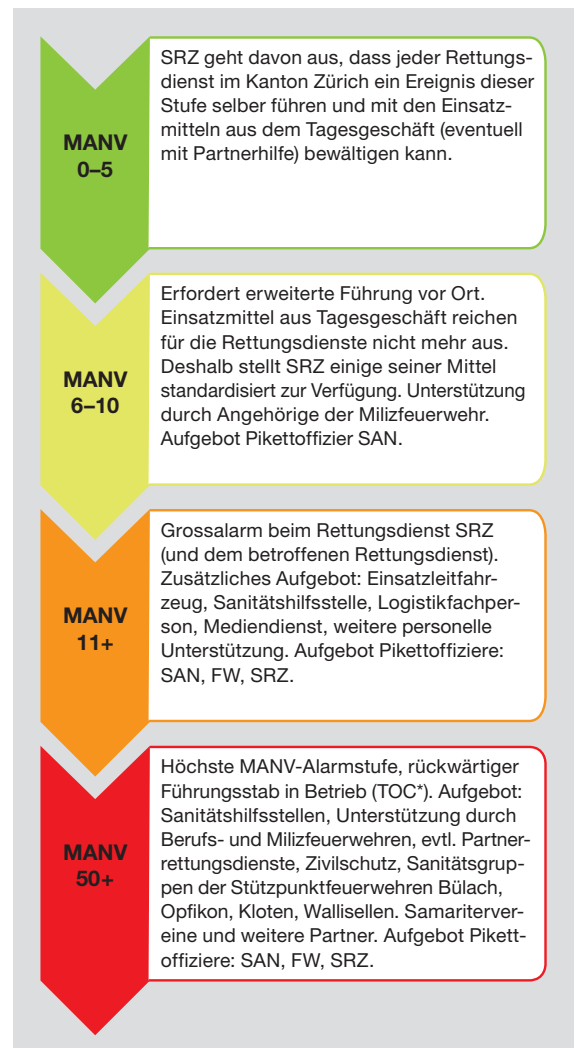 MANV
0–5
SRZ geht davon aus, dass jeder Rettungs-
dienst im Kanton Zürich ein Ereignis dieser
Stufe selber führen und mit den Einsatz-
mitteln aus dem Tagesgeschäft (eventuell
mit Partnerhilfe) bewältigen kann.
MANV
6–10
Erfordert erweiterte Führung vor Ort.
Einsatzmittel aus Tagesgeschäft reichen
für die Rettungsdienste nicht mehr aus.
Deshalb stellt SRZ einige seiner Mittel
standardisiert zur Verfügung. Unterstützung
durch Angehörige der Milizfeuerwehr.
Aufgebot Pikettoffizier SAN.
MANV
11+
Grossalarm beim Rettungsdienst SRZ
(und dem betroffenen Rettungsdienst).
Zusätzliches Aufgebot: Einsatzleitfahr-
zeug, Sanitätshilfsstelle, Logistikfachper-
son, Mediendienst, weitere personelle
Unterstützung. Aufgebot Pikettoffiziere:
SAN, FW, SRZ.
MANV
50+
Höchste MANV-Alarmstufe, rückwärtiger
Führungsstab in Betrieb (TOC*). Aufgebot:
Sanitätshilfsstellen, Unterstützung durch
Berufs- und Milizfeuerwehren, evtl. Partner-
rettungsdienste, Zivilschutz, Sanitätsgrup-
pen der Stützpunktfeuerwehren Bülach,
Opfikon, Kloten, Wallisellen. Samariterver-
eine und weitere Partner. Aufgebot Pikett-
offiziere: SAN, FW, SRZ.